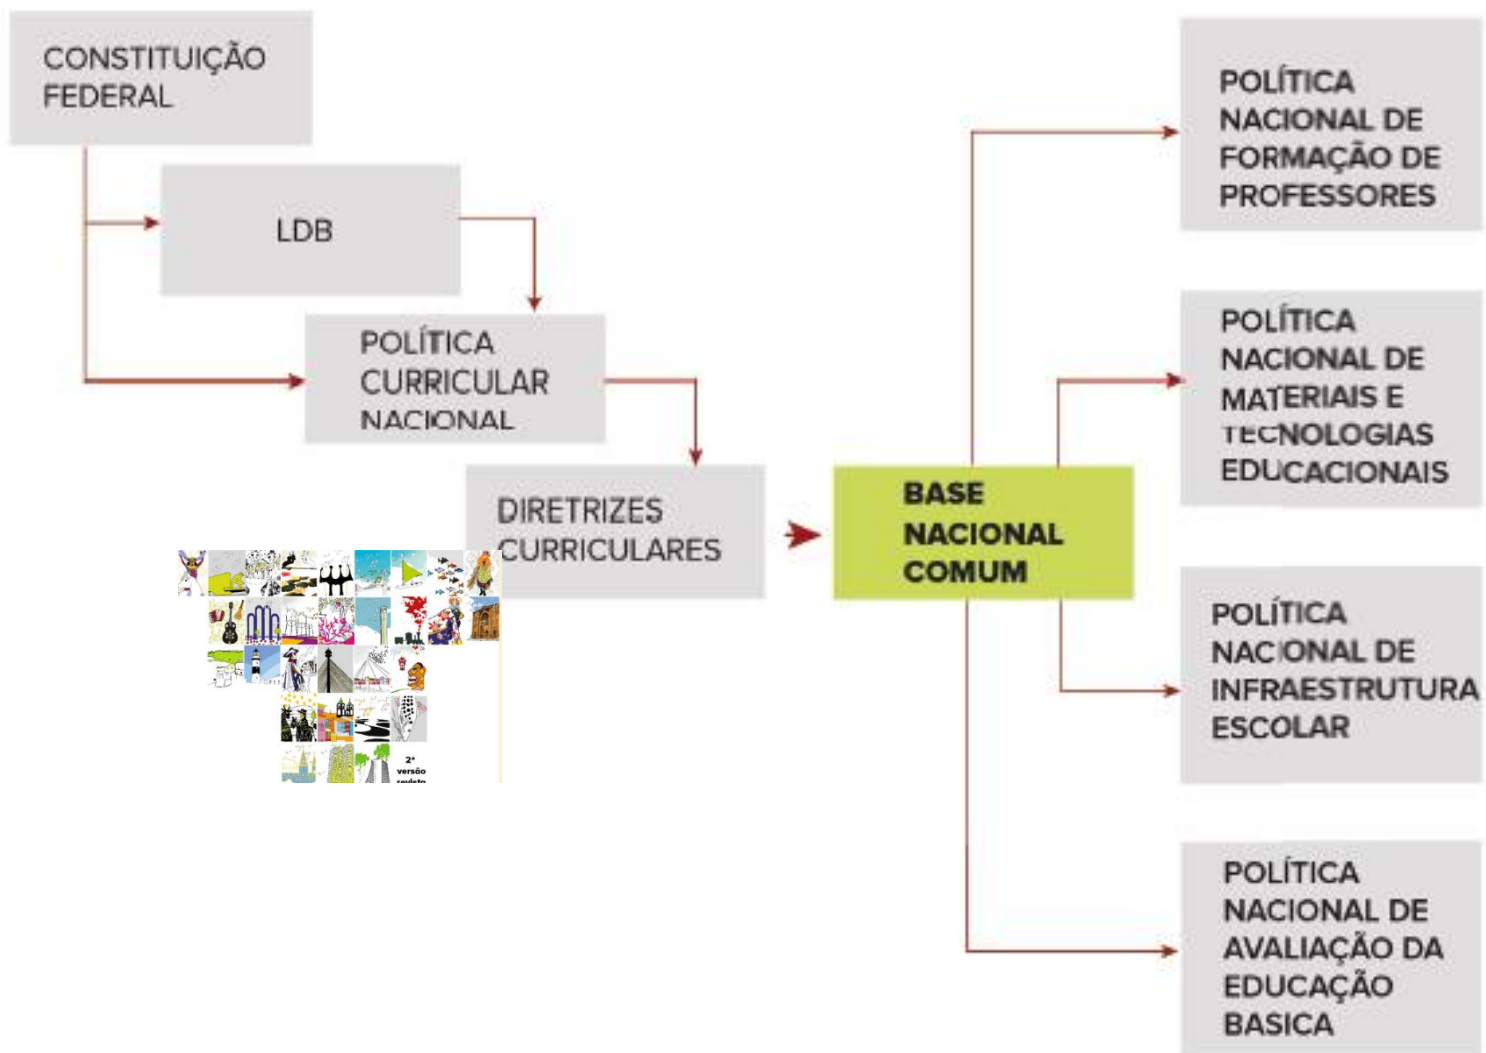 CONSTITUIÇÃO
FEDERAL
LDB
POLÍTICA
CURRICULAR
NACIONAL
DIRETRIZES
CURRICULARES
2ª
versão
revista
BASE
NACIONAL
COMUM
POLÍTICA
NACIONAL DE
FORMAÇÃO DE
PROFESSORES
POLÍTICA
NACIONAL DE
MATERIAIS E
TECNOLOGIAS
EDUCACIONAIS
POLÍTICA
NACIONAL DE
INFRAESTRUTURA
ESCOLAR
POLÍTICA
NACIONAL DE
AVALIAÇÃO DA
EDUCAÇÃO
BASICA